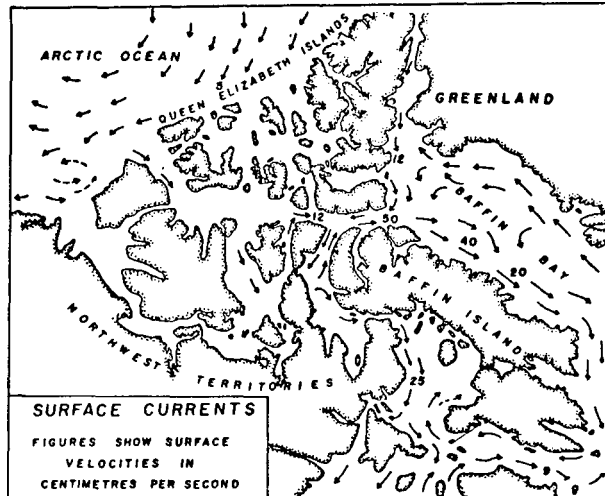 ARCTIC OCEAN
QUEEN ELIZABETH ISLANDS
GREENLAND
12
BAFFIN BAY
12
50
40
20
BAFFIN ISLAND
NORTHWEST TERRITORIES
25
SURFACE CURRENTS
FIGURES SHOW SURFACE
VELOCITIES IN
CENTIMETRES PER SECOND